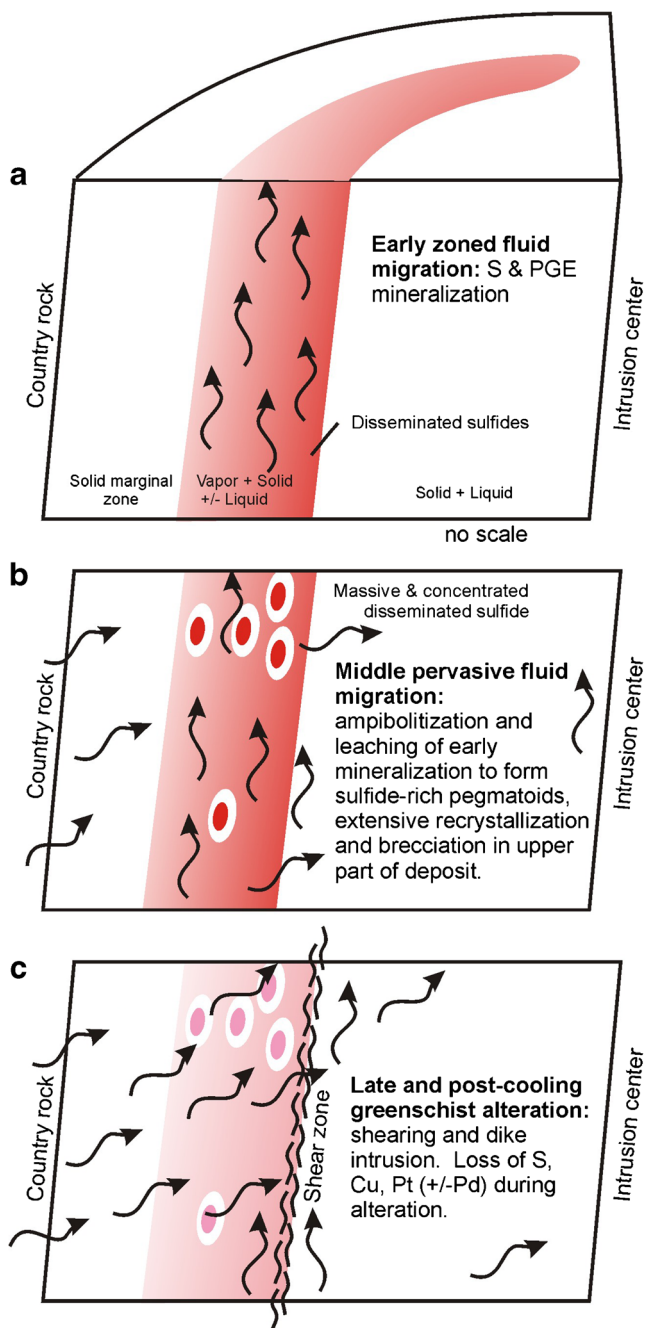 a
Country rock
Early zoned fluid
migration: S & PGE
mineralization
Intrusion center
Disseminated sulfides
Solid marginal
zone
Vapor + Solid
+/- Liquid
Solid + Liquid
no scale
b
Country rock
Massive & concentrated
disseminated sulfide
Middle pervasive fluid
migration:
ampibolitization and
leaching of early
mineralization to form
sulfide-rich pegmatoids,
extensive recrystallization
and brecciation in upper
part of deposit.
Intrusion center
c
Country rock
Shear zone
Late and post-cooling
greenschist alteration:
shearing and dike
intrusion. Loss of S,
Cu, Pt (+/-Pd) during
alteration.
Intrusion center